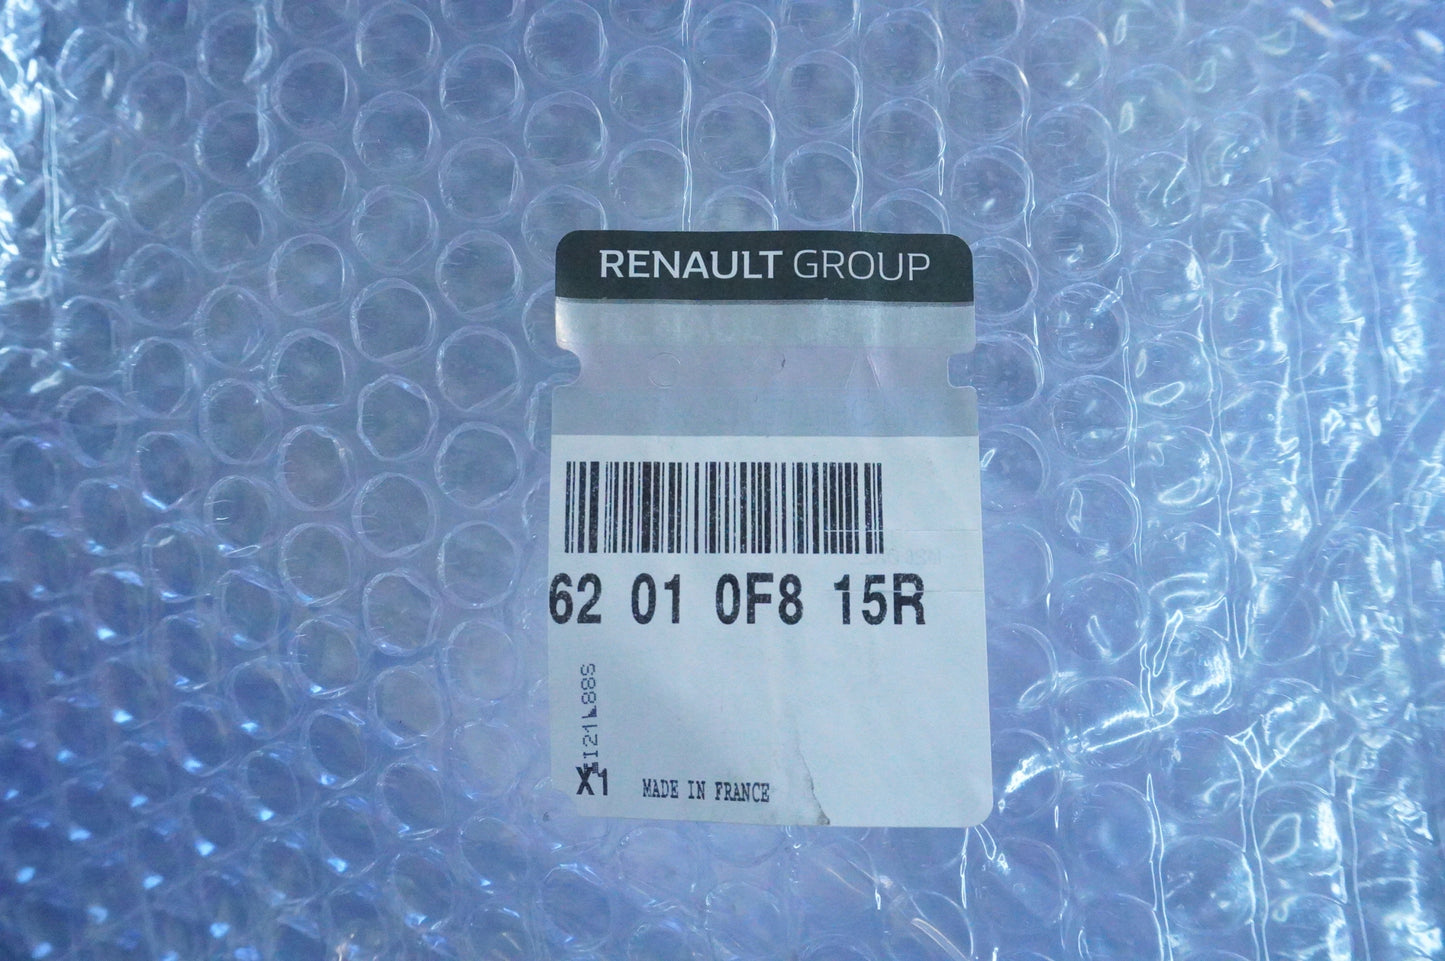 RENAULT GROUP
62 01 0F8 15R
X1
MADE IN FRANCE